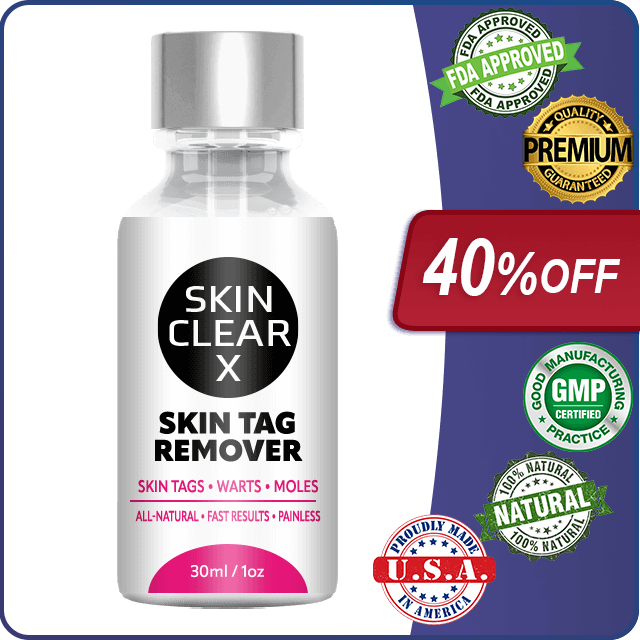 SKIN
CLEAR
X
SKIN TAG
REMOVER
SKIN TAGS • WARTS • MOLES
ALL-NATURAL • FAST RESULTS • PAINLESS
30ml / 1oz
FDA APPROVED
FDA APPROVED
FDA APPROVED
QUALITY
PREMIUM
GUARANTEED
40%OFF
GOOD MANUFACTURING
GMP
CERTIFIED
PRACTICE
100% NATURAL
NATURAL
100% NATURAL
PROUDLY MADE
U.S.A.
IN AMERICA